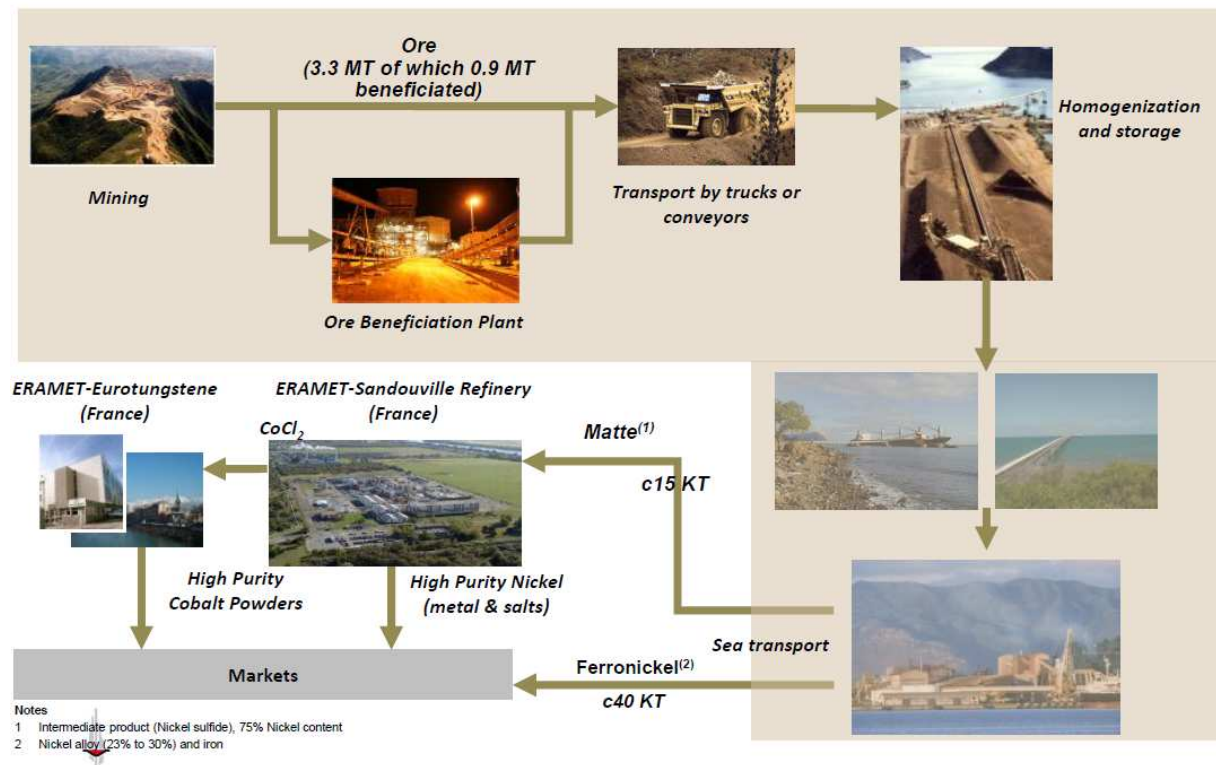 Ore
(3.3 MT of which 0.9 MT
beneficiated)
Mining
Ore Beneficiation Plant
Transport by trucks or
conveyors
Homogenization
and storage
ERAMET-Eurotungstene
(France)
ERAMET-Sandouville Refinery
(France)
CoCl2
Matte(1)
c15 KT
High Purity
Cobalt Powders
High Purity Nickel
(metal & salts)
Sea transport
Markets
Ferronickel(2)
c40 KT
Notes
1 Intermediate product (Nickel sulfide), 75% Nickel content
2 Nickel alloy (23% to 30%) and iron